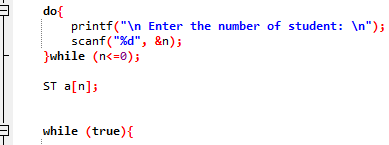 do{
printf("\n Enter the number of student: \n");
scanf("%d", &n);
}while (n<=0);
ST a[n];
while (true){